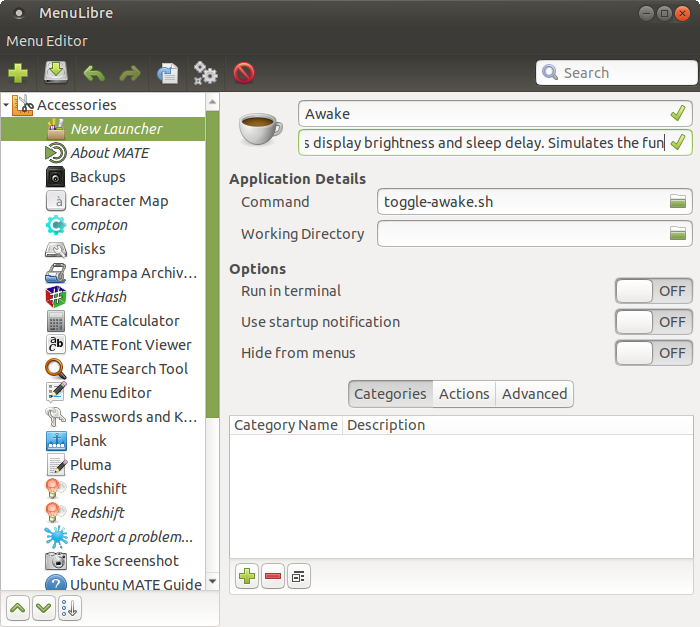 MenuLibre
Menu Editor
Search
Accessories
New Launcher
About MATE
Backups
Character Map
compton
Disks
Engrampa Archiv...
GtkHash
MATE Calculator
MATE Font Viewer
MATE Search Tool
Menu Editor
Passwords and K...
Plank
Pluma
Redshift
Redshift
Report a problem...
Take Screenshot
Ubuntu MATE Guide
Awake
s display brightness and sleep delay. Simulates the fun
Application Details
Command toggle-awake.sh
Working Directory
Options
Run in terminal OFF
Use startup notification OFF
Hide from menus OFF
Categories Actions Advanced
Category Name Description